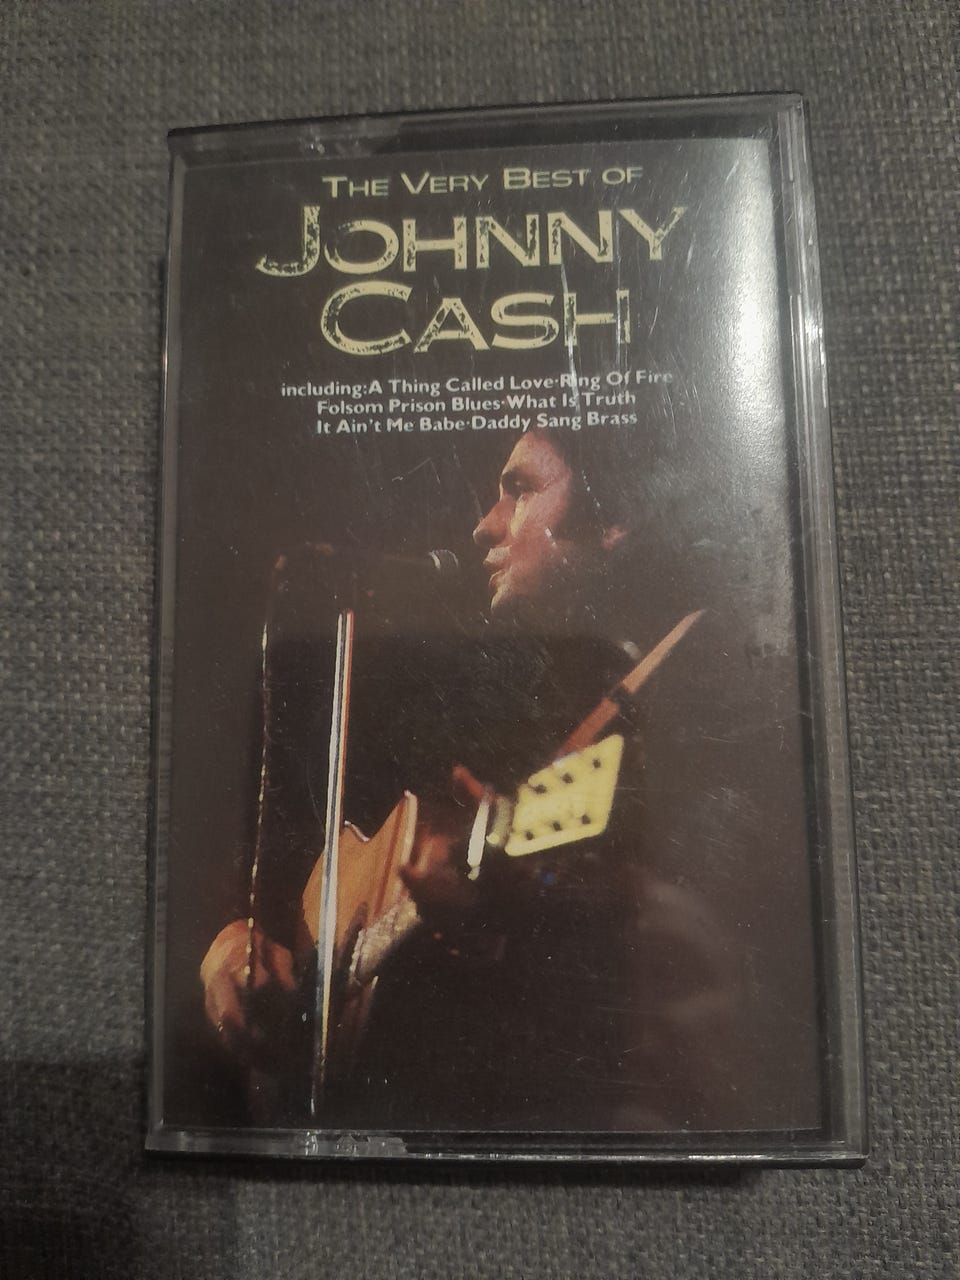 THE VERY BEST OF
JOHNNY
CASH
including:A Thing Called Love·Ring Of Fire
Folsom Prison Blues·What Is Truth
It Ain't Me Babe·Daddy Sang Brass